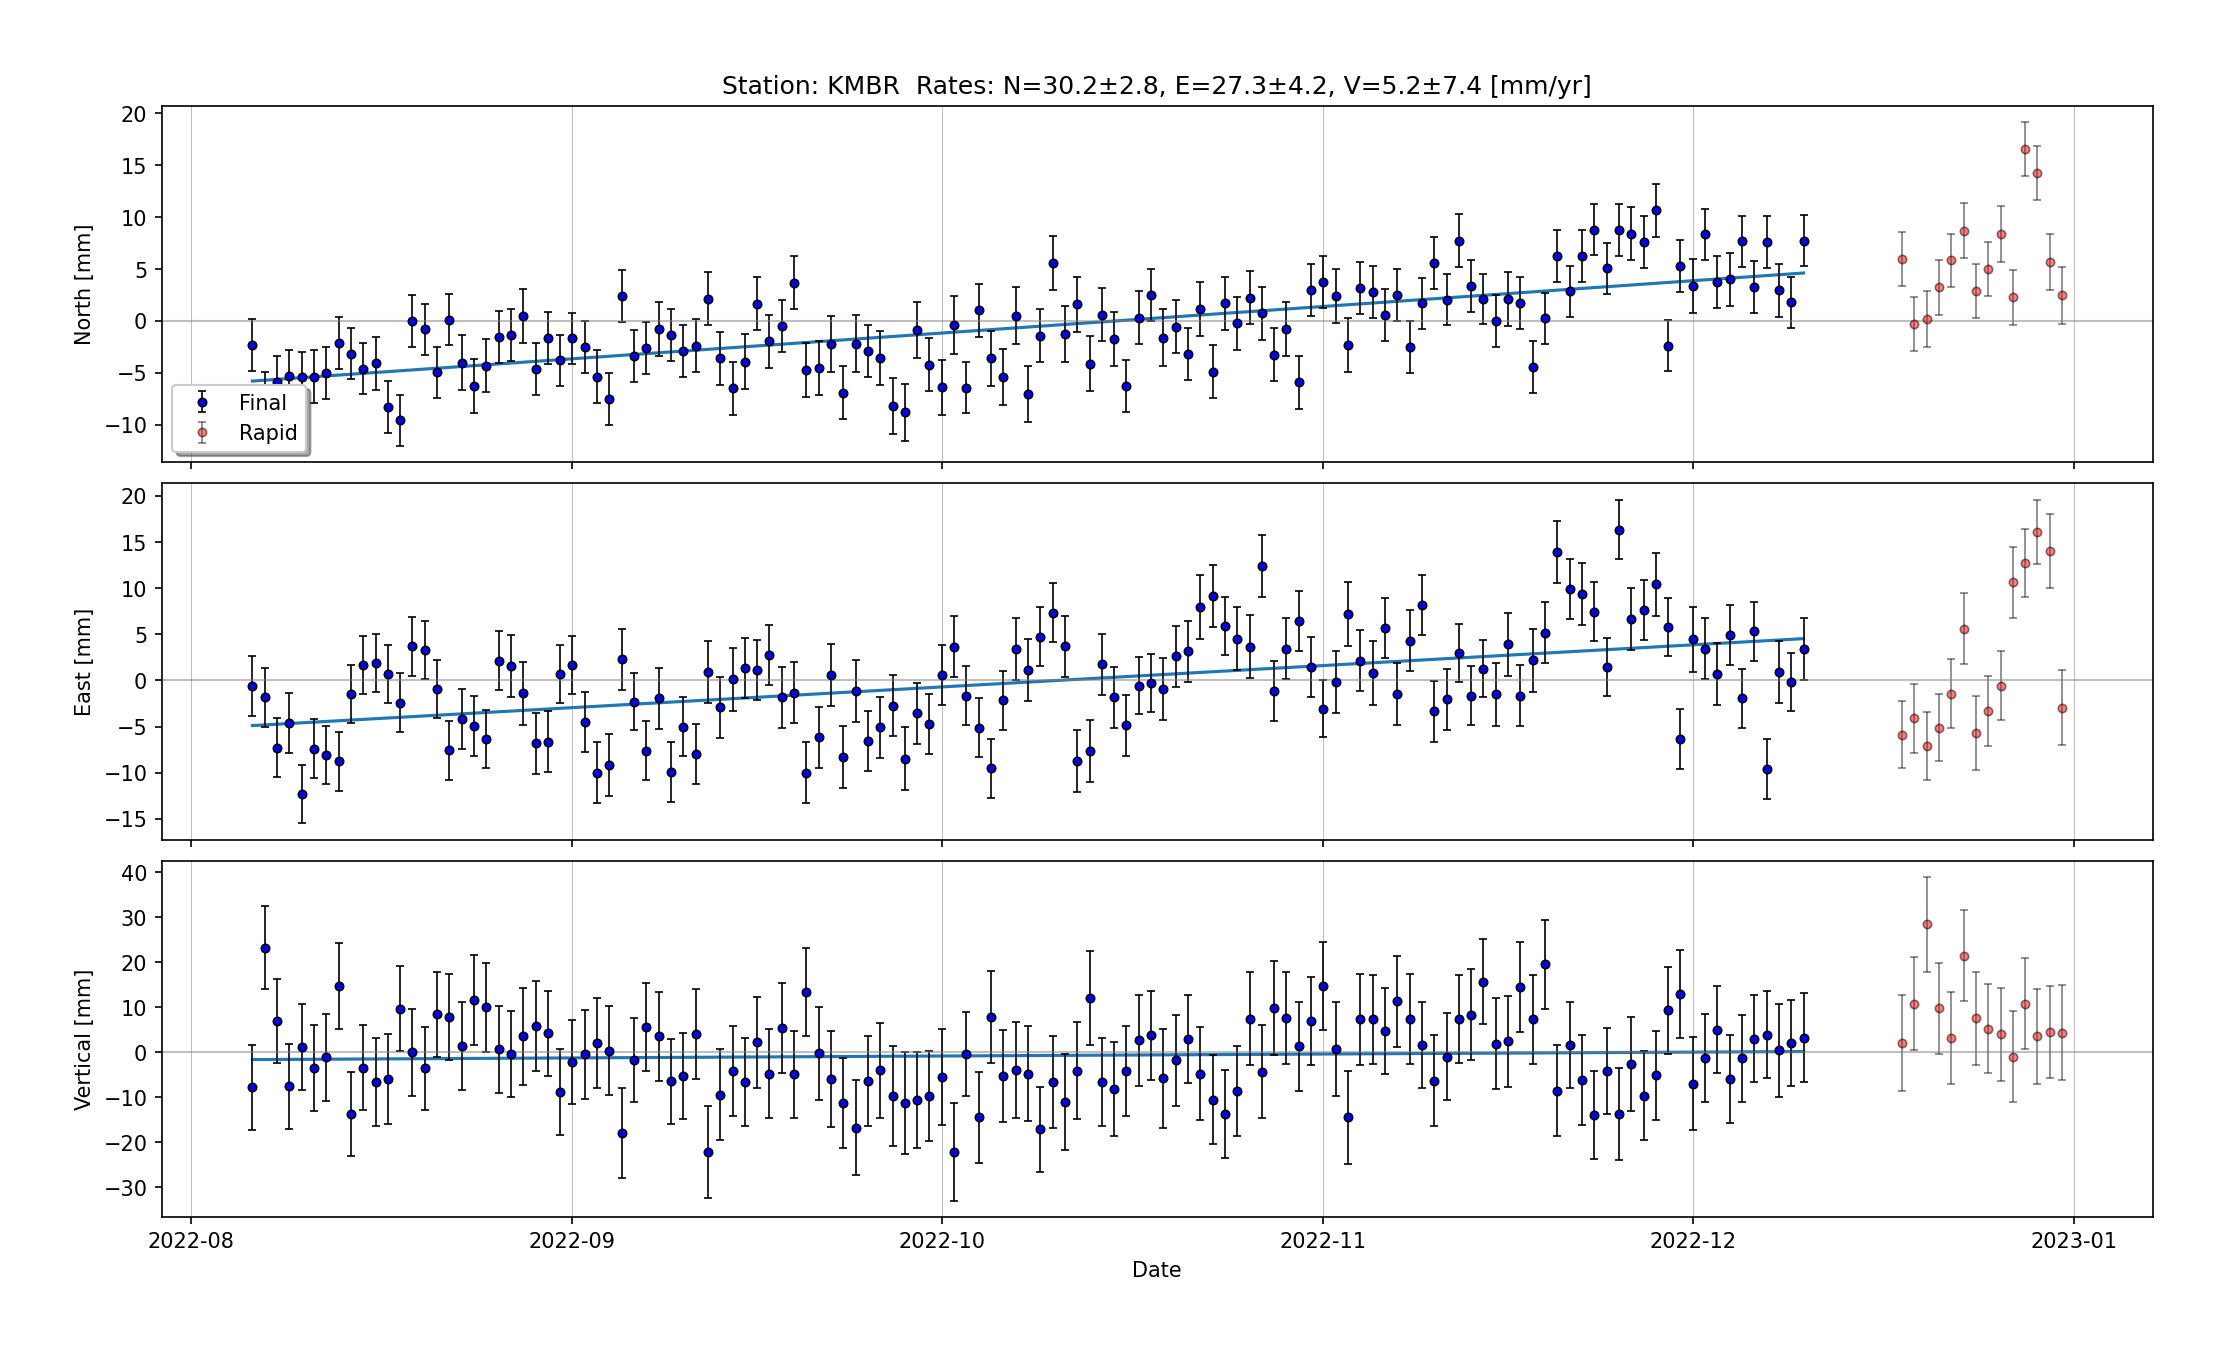 Station: KMBR  Rates: N=30.2±2.8, E=27.3±4.2, V=5.2±7.4 [mm/yr]
20
15
10
5
0
−5
−10
North [mm]
Final
Rapid
20
15
10
5
0
−5
−10
−15
East [mm]
40
30
20
10
0
−10
−20
−30
Vertical [mm]
2022-08 2022-09 2022-10 2022-11 2022-12 2023-01
Date